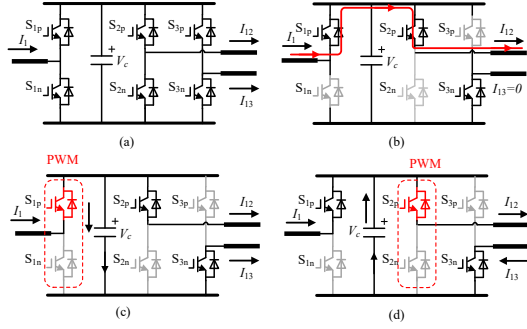 S1p
S2p
S3p
I12
I1
+
Vc
S1n
S2n
S3n
I13
(a)
S1p
S2p
S3p
I12
I1
+
Vc
S1n
S2n
S3n
I13=0
(b)
PWM
S1p
S2p
S3p
I12
I1
+
Vc
S1n
S2n
S3n
I13
(c)
PWM
S1p
S2p
S3p
I12
I1
+
Vc
S1n
S2n
S3n
I13
(d)